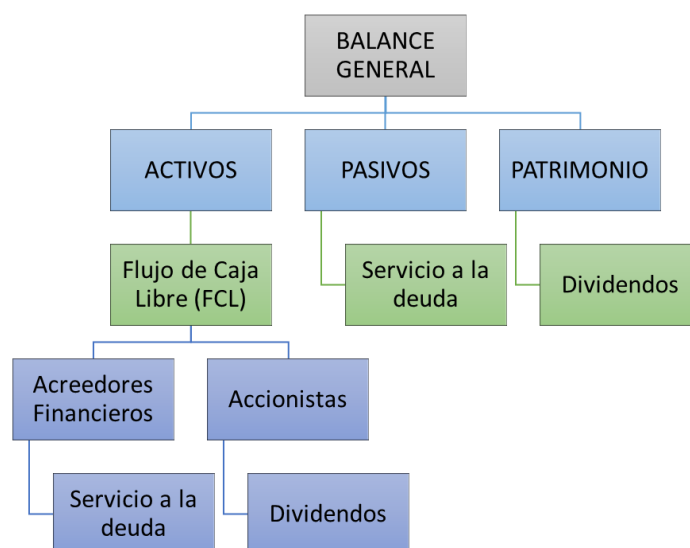 BALANCE
GENERAL
ACTIVOS
PASIVOS
PATRIMONIO
Flujo de Caja
Libre (FCL)
Servicio a la
deuda
Dividendos
Acreedores
Financieros
Accionistas
Servicio a la
deuda
Dividendos